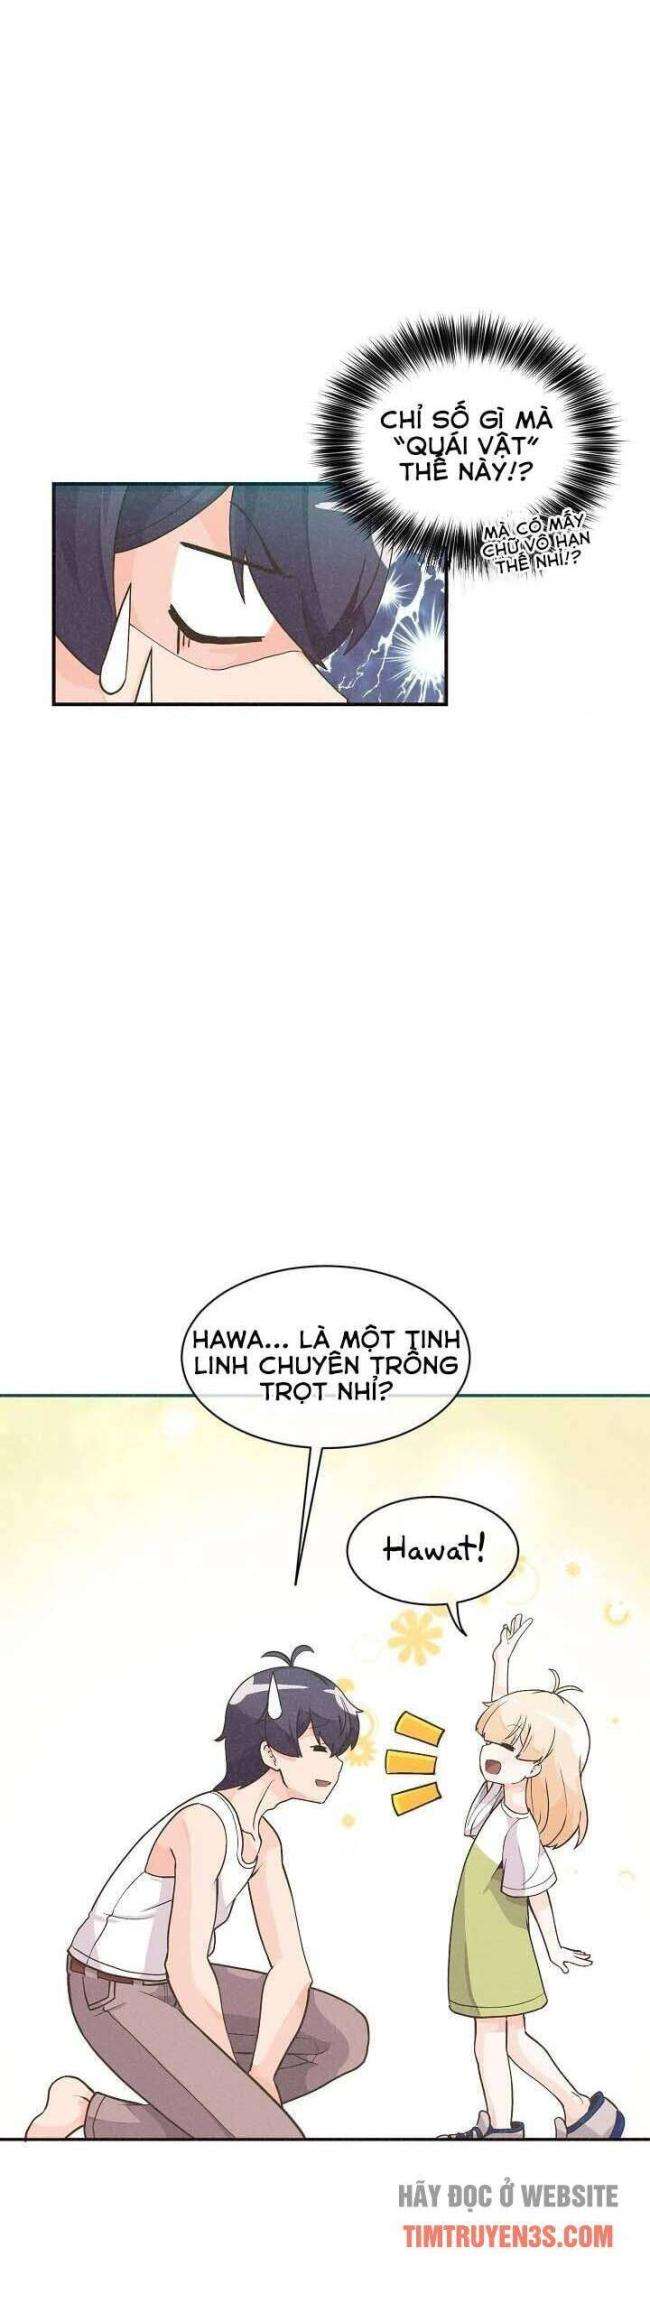 CHỈ SỐ GÌ MÀ
"QUÁI VẬT"
THẾ NÀY!?
MÀ CÓ MẤY
CHỮ VÔ HẠN
THẾ NHỈ!?
HAWA... LÀ MỘT TINH
LINH CHUYÊN TRỒNG
TRỌT NHỈ?
Hawat!
HÃY ĐỌC Ở WEBSITE
TIMTRUYEN3S.COM